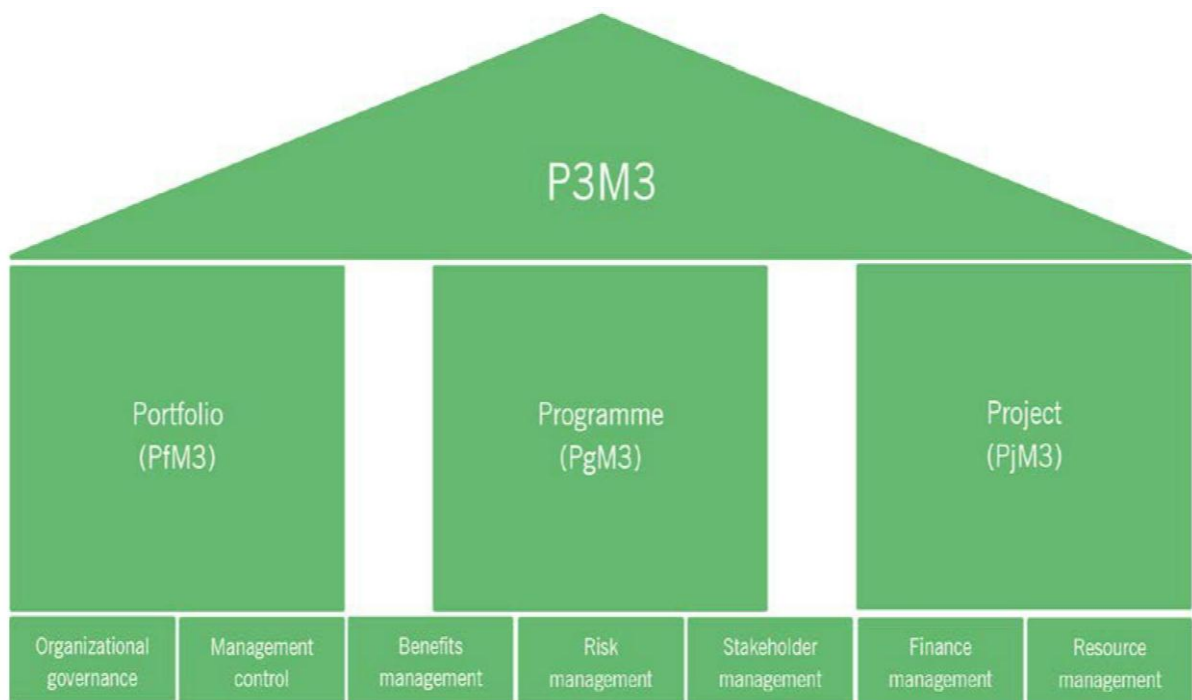 P3M3
Portfolio
(PfM3)
Programme
(PgM3)
Project
(PjM3)
Organizational
governance
Management
control
Benefits
management
Risk
management
Stakeholder
management
Finance
management
Resource
management